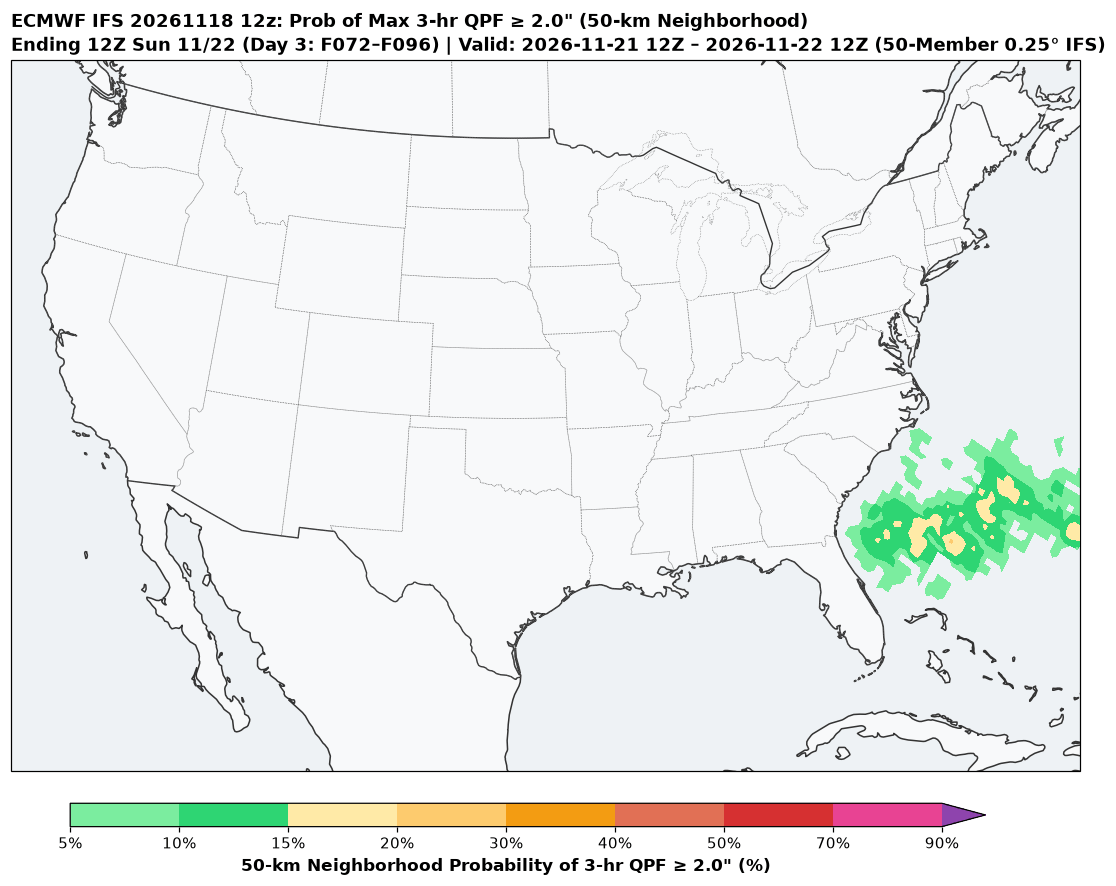 ECMWF IFS 20261118 12z: Prob of Max 3-hr QPF ≥ 2.0" (50-km Neighborhood)
Ending 12Z Sun 11/22 (Day 3: F072–F096) | Valid: 2026-11-21 12Z – 2026-11-22 12Z (50-Member 0.25° IFS)
5% 10% 15% 20% 30% 40% 50% 70% 90%
50-km Neighborhood Probability of 3-hr QPF ≥ 2.0" (%)